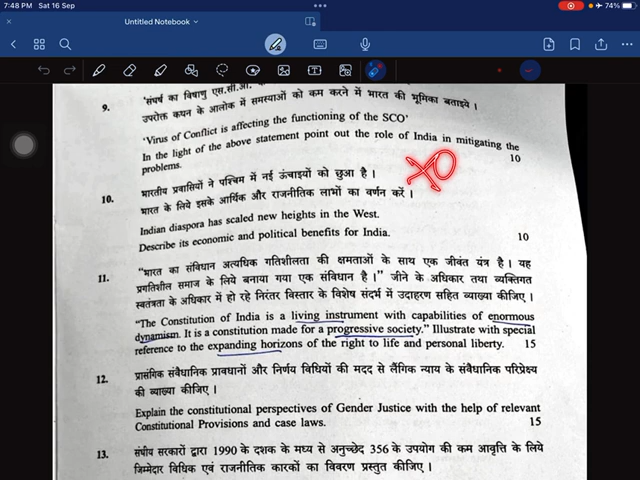 7:48 PM Sat 16 Sep
74%
Untitled Notebook
9. 'संघर्ष का विषाणु एस.सी.ओ.
उपरोक्त कथन के आलोक में समस्याओं को कम करने में भारत की भूमिका बताइये।
'Virus of Conflict is affecting the functioning of the SCO'
In the light of the above statement point out the role of India in mitigating the
problems. 10
10. भारतीय प्रवासियों ने पश्चिम में नई ऊंचाइयों को छुआ है।
भारत के लिये इसके आर्थिक और राजनीतिक लाभों का वर्णन करें।
Indian diaspora has scaled new heights in the West.
Describe its economic and political benefits for India. 10
11. "भारत का संविधान अत्यधिक गतिशीलता की क्षमताओं के साथ एक जीवंत यंत्र है। यह
प्रगतिशील समाज के लिये बनाया गया एक संविधान है।" जीने के अधिकार तथा व्यक्तिगत
स्वतंत्रता के अधिकार में हो रहे निरंतर विस्तार के विशेष संदर्भ में उदाहरण सहित व्याख्या कीजिए।
"The Constitution of India is a living instrument with capabilities of enormous
dynamism. It is a constitution made for a progressive society." Illustrate with special
reference to the expanding horizons of the right to life and personal liberty. 15
12. प्रासंगिक संवैधानिक प्रावधानों और निर्णय विधियों की मदद से लैंगिक न्याय के संवैधानिक परिप्रेक्ष्य
की व्याख्या कीजिए।
Explain the constitutional perspectives of Gender Justice with the help of relevant
Constitutional Provisions and case laws. 15
13. संघीय सरकारों द्वारा 1990 के दशक के मध्य से अनुच्छेद 356 के उपयोग की कम आवृत्ति के लिये
जिम्मेदार विधिक एवं राजनीतिक कारकों का विवरण प्रस्तुत कीजिए।